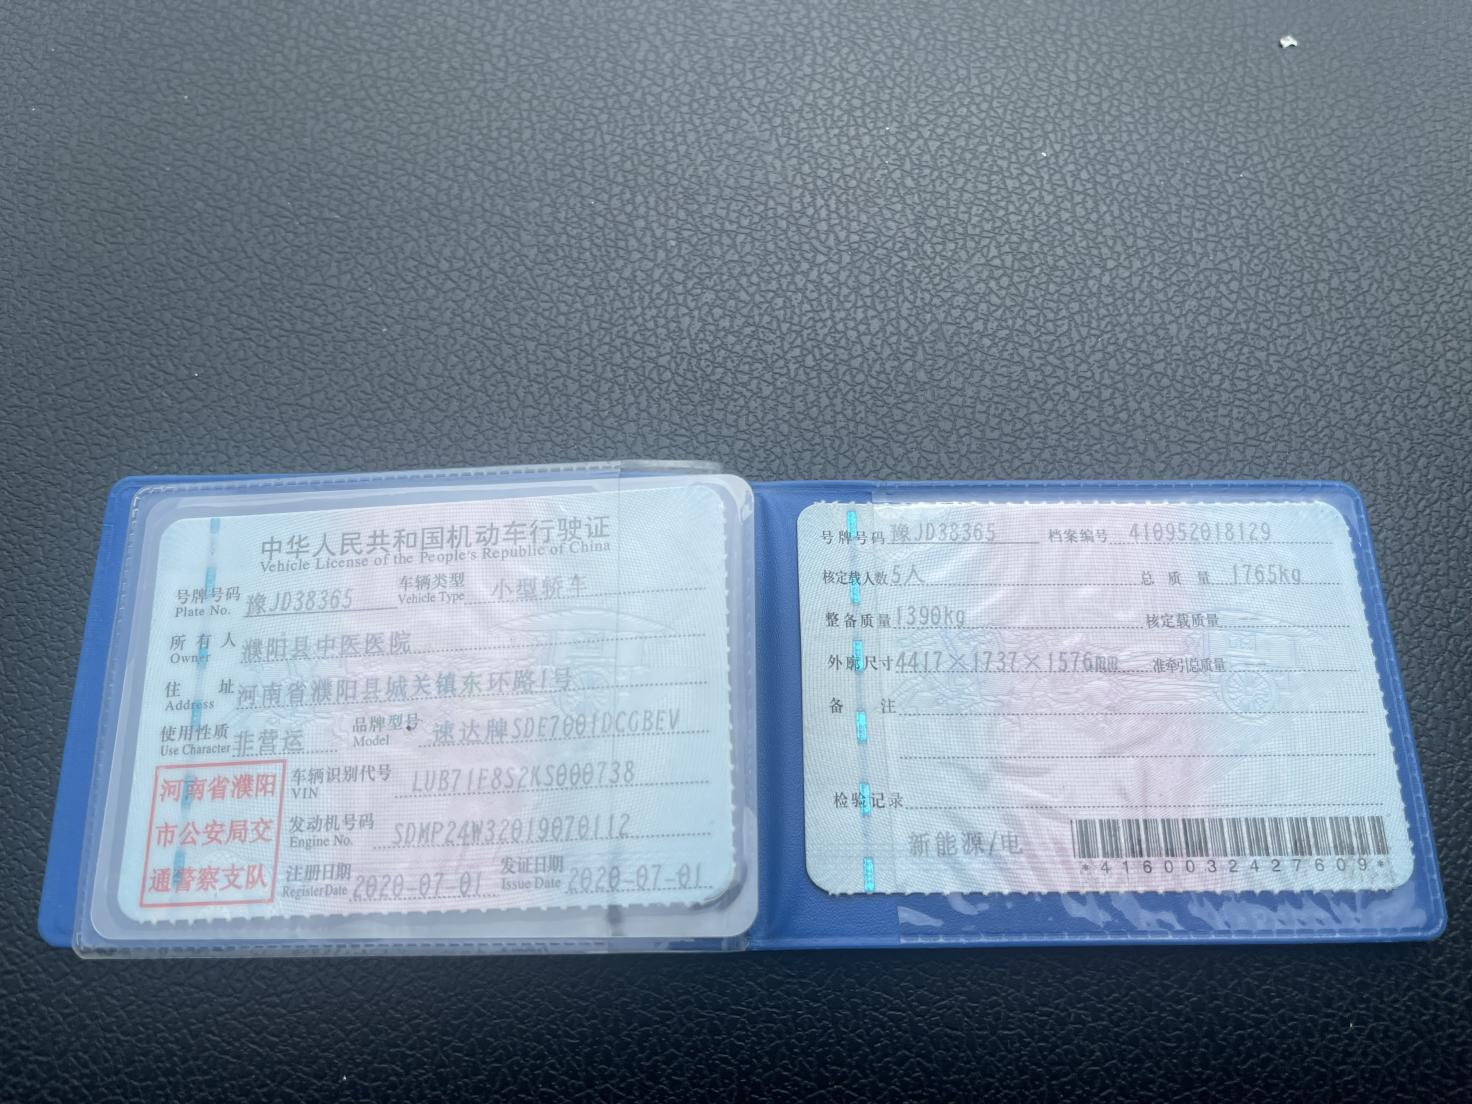 中华人民共和国机动车行驶证
Vehicle License of the People's Republic of China
号牌号码 豫JD38365 车辆类型 小型轿车
Plate No. Vehicle Type
所有人 濮阳县中医医院
Owner
住址 河南省濮阳县城关镇东环路1号
Address
使用性质 非营运 品牌型号 速达牌SDE7001DCGBEV
Use Character Model
河南省濮阳
市公安局交
通警察支队
车辆识别代号 LUB71E8S2KS000738
VIN
发动机号码 SDMP24W32019070112
Engine No.
注册日期 2020-07-01 发证日期 2020-07-01
Register Date Issue Date
号牌号码 豫JD38365 档案编号 410952018129
核定载人数 5人 总质量 1765kg
整备质量 1390kg 核定载质量 --
外廓尺寸 4417×1737×1576mm 准牵引总质量 --
备注
检验记录
新能源/电
*4160032427609*